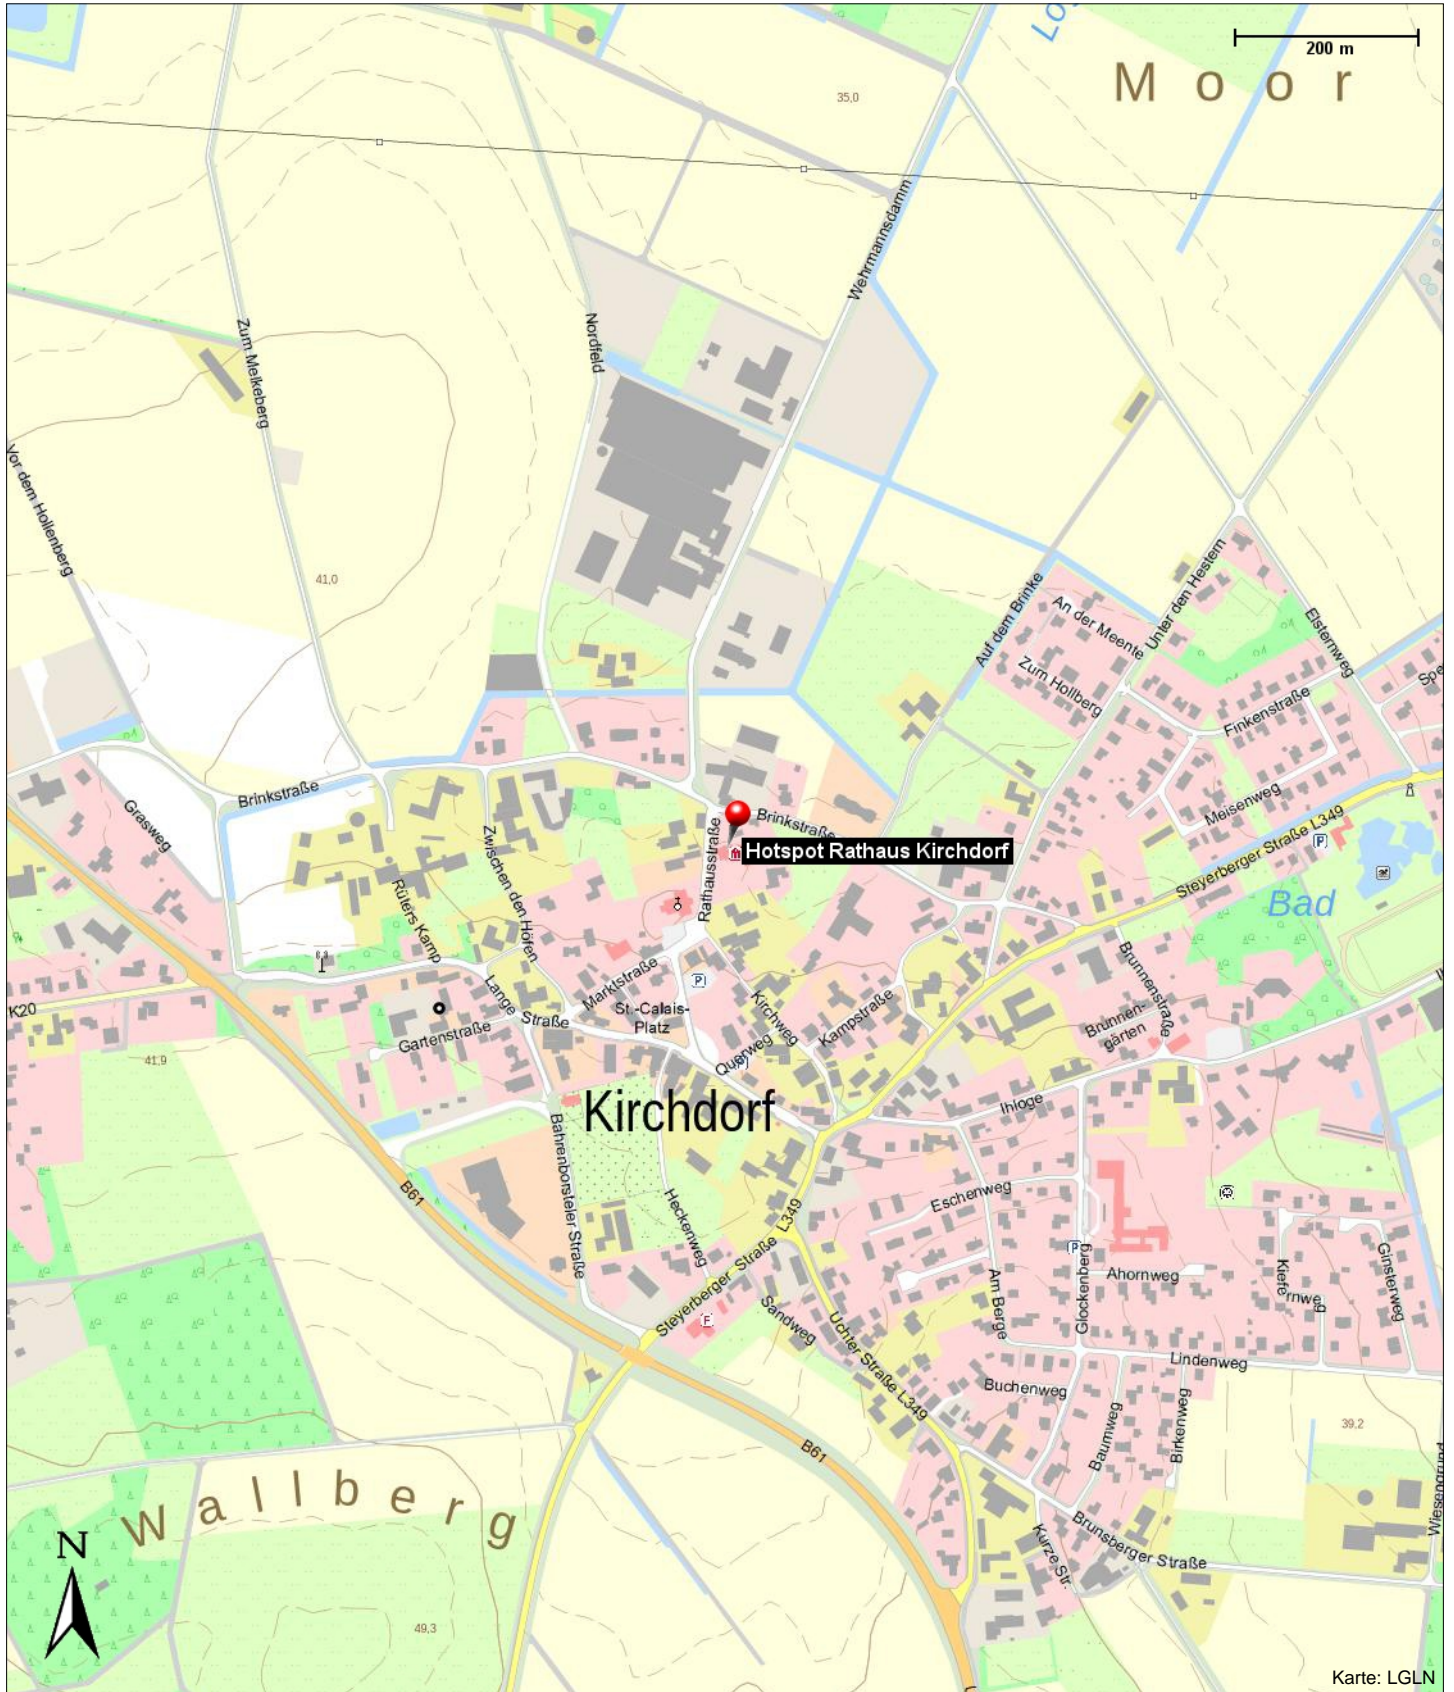 200 m
Moor
35,0
Wehrmannsdamm
Zum Melkeberg
Nordfeld
Vor dem Hollenberg
41,0
Unter den Hestern
An der Meente
Auf dem Brinke
Elsternweg
Zum Hollberg
Finkenstraße
Brinkstraße
Grasweg
Meisenweg
Brinkstraße
Steyerberger Straße L349
P
Hotspot Rathaus Kirchdorf
Rathausstraße
Zwischen den Höfen
Rüters Kamp
Bad
K20
Lange Straße
Marktstraße
P
St.-Calais-
Platz
Kirchweg
Kampstraße
Brunnenstraße
Brunnen-
gärten
Gartenstraße
Querweg
41,9
Kirchdorf
Ihloge
Bahrenborsteler Straße
B61
Heckenweg
Eschenweg
Steyerberger Straße L349
P
Glockenberg
Ahornweg
Am Berge
Kiefernweg
Ginsterweg
Sandweg
F
Uchter Straße L349
Lindenweg
Buchenweg
Baumweg
Birkenweg
39,2
B61
Wallberg
Wiesengrund
N
Kurze Str.
Brunsberger Straße
49,3
Karte: LGLN